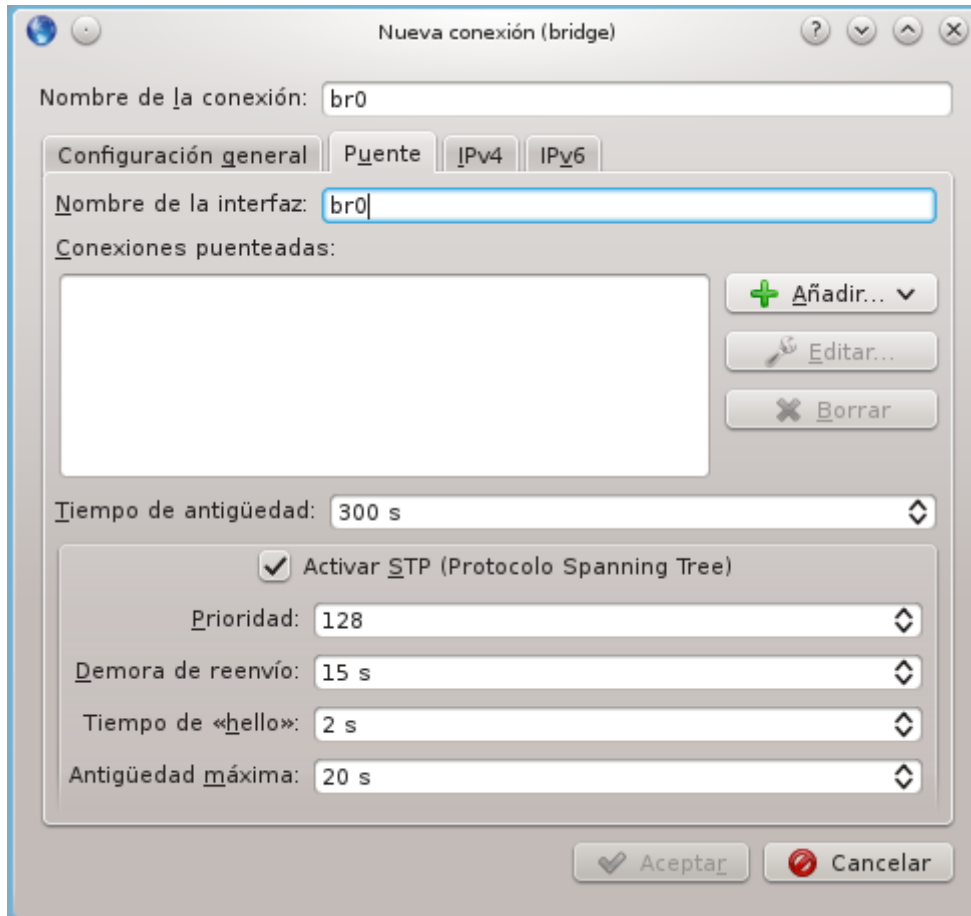 Nueva conexión (bridge)
Nombre de la conexión: br0
Configuración general Puente IPv4 IPv6
Nombre de la interfaz: br0
Conexiones puenteadas:
Añadir...
Editar...
Borrar
Tiempo de antigüedad: 300 s
Activar STP (Protocolo Spanning Tree)
Prioridad: 128
Demora de reenvío: 15 s
Tiempo de «hello»: 2 s
Antigüedad máxima: 20 s
Aceptar Cancelar